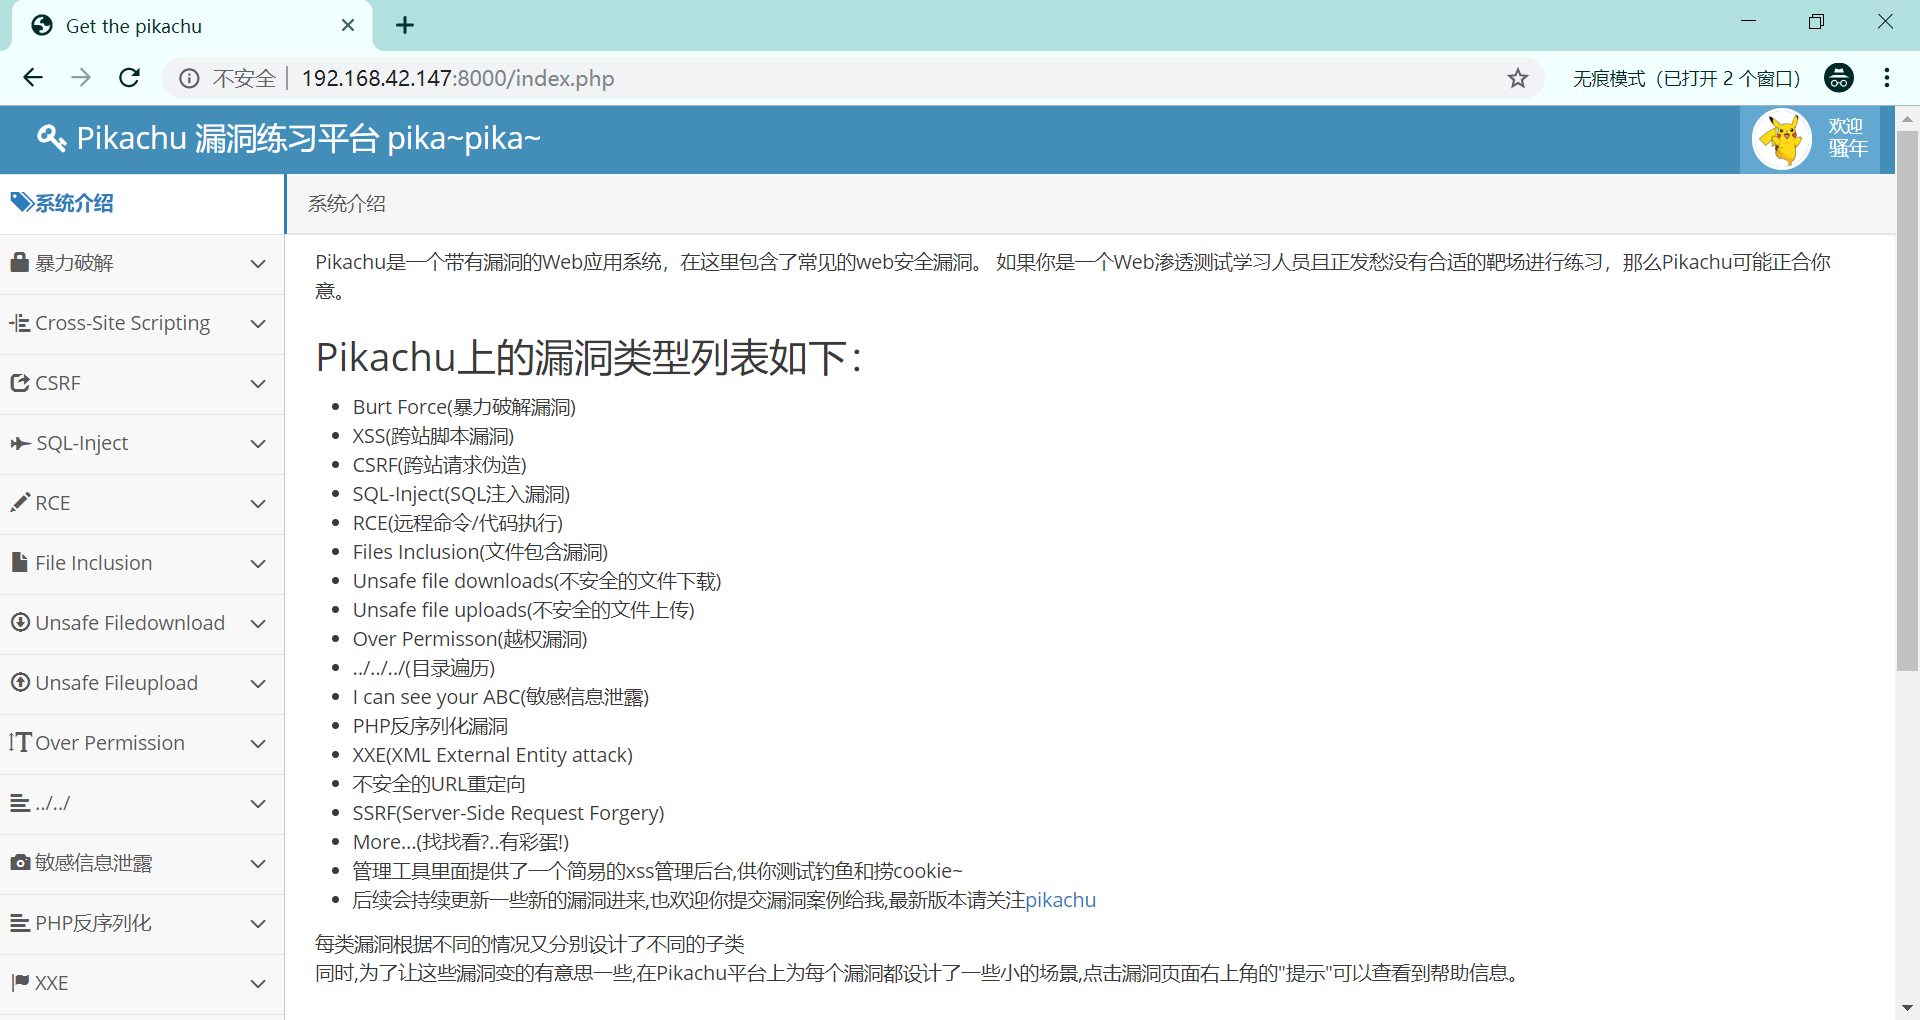 Get the pikachu
不安全 | 192.168.42.147:8000/index.php
无痕模式（已打开 2 个窗口）
Pikachu 漏洞练习平台 pika~pika~
欢迎
骚年
系统介绍
暴力破解
Cross-Site Scripting
CSRF
SQL-Inject
RCE
File Inclusion
Unsafe Filedownload
Unsafe Fileupload
Over Permission
../../
敏感信息泄露
PHP反序列化
XXE
系统介绍
Pikachu是一个带有漏洞的Web应用系统，在这里包含了常见的web安全漏洞。 如果你是一个Web渗透测试学习人员且正发愁没有合适的靶场进行练习，那么Pikachu可能正合你
意。
Pikachu上的漏洞类型列表如下：
Burt Force(暴力破解漏洞)
XSS(跨站脚本漏洞)
CSRF(跨站请求伪造)
SQL-Inject(SQL注入漏洞)
RCE(远程命令/代码执行)
Files Inclusion(文件包含漏洞)
Unsafe file downloads(不安全的文件下载)
Unsafe file uploads(不安全的文件上传)
Over Permisson(越权漏洞)
../../../(目录遍历)
I can see your ABC(敏感信息泄露)
PHP反序列化漏洞
XXE(XML External Entity attack)
不安全的URL重定向
SSRF(Server-Side Request Forgery)
More...(找找看?..有彩蛋!)
管理工具里面提供了一个简易的xss管理后台,供你测试钓鱼和捞cookie~
后续会持续更新一些新的漏洞进来,也欢迎你提交漏洞案例给我,最新版本请关注pikachu
每类漏洞根据不同的情况又分别设计了不同的子类
同时,为了让这些漏洞变的有意思一些,在Pikachu平台上为每个漏洞都设计了一些小的场景,点击漏洞页面右上角的"提示"可以查看到帮助信息。